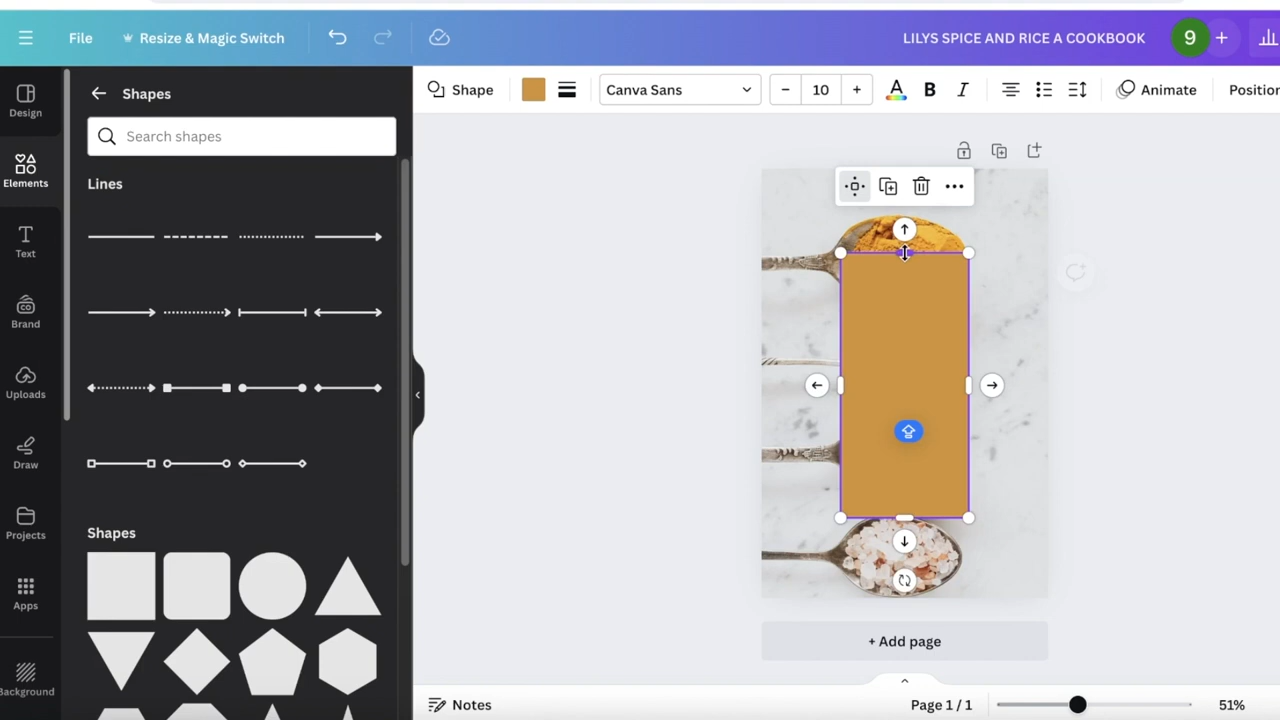 File
Resize & Magic Switch
LILYS SPICE AND RICE A COOKBOOK
9
+
Design
Elements
Text
Brand
Uploads
Draw
Projects
Apps
Background
Shapes
Search shapes
Lines
Shapes
Shape
Canva Sans
– 10 +
A B I
Animate
Position
+ Add page
Notes
Page 1 / 1
51%